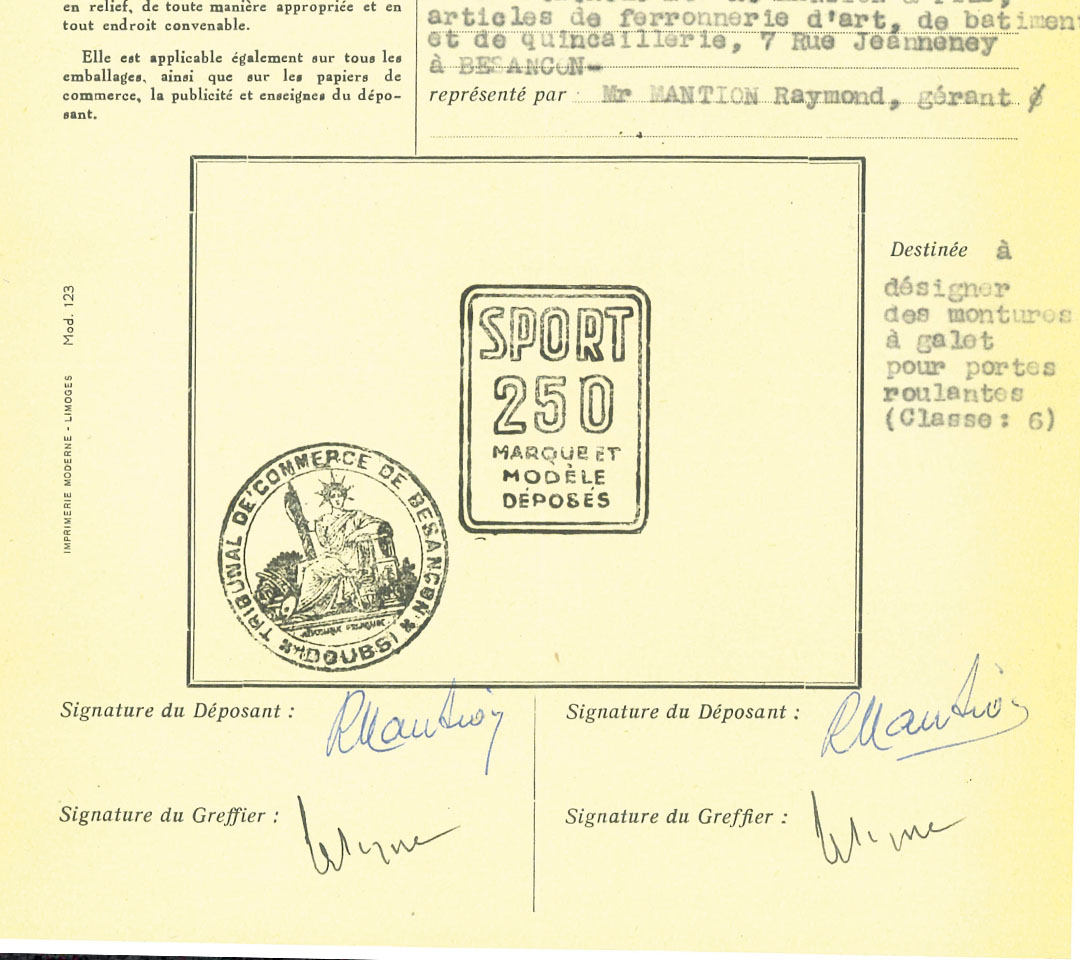 en relief, de toute manière appropriée et en
tout endroit convenable.
Elle est applicable également sur tous les
emballages, ainsi que sur les papiers de
commerce, la publicité et enseignes du dépo-
sant.
articles de ferronnerie d'art, de batiment
et de quincaillerie, 7 Rue Jeanneney
à BESANCON-
représenté par Mr MANTION Raymond, gérant
Destinée à
désigner
des montures
à galet
pour portes
roulantes
(Classe: 6)
IMPRIMERIE MODERNE - LIMOGES Mod. 123
SPORT
250
MARQUE ET
MODÈLE
DÉPOSÉS
TRIBUNAL DE COMMERCE DE BESANCON
(DOUBS)
Signature du Déposant : RMantion
Signature du Greffier :
Signature du Déposant : RMantion
Signature du Greffier :